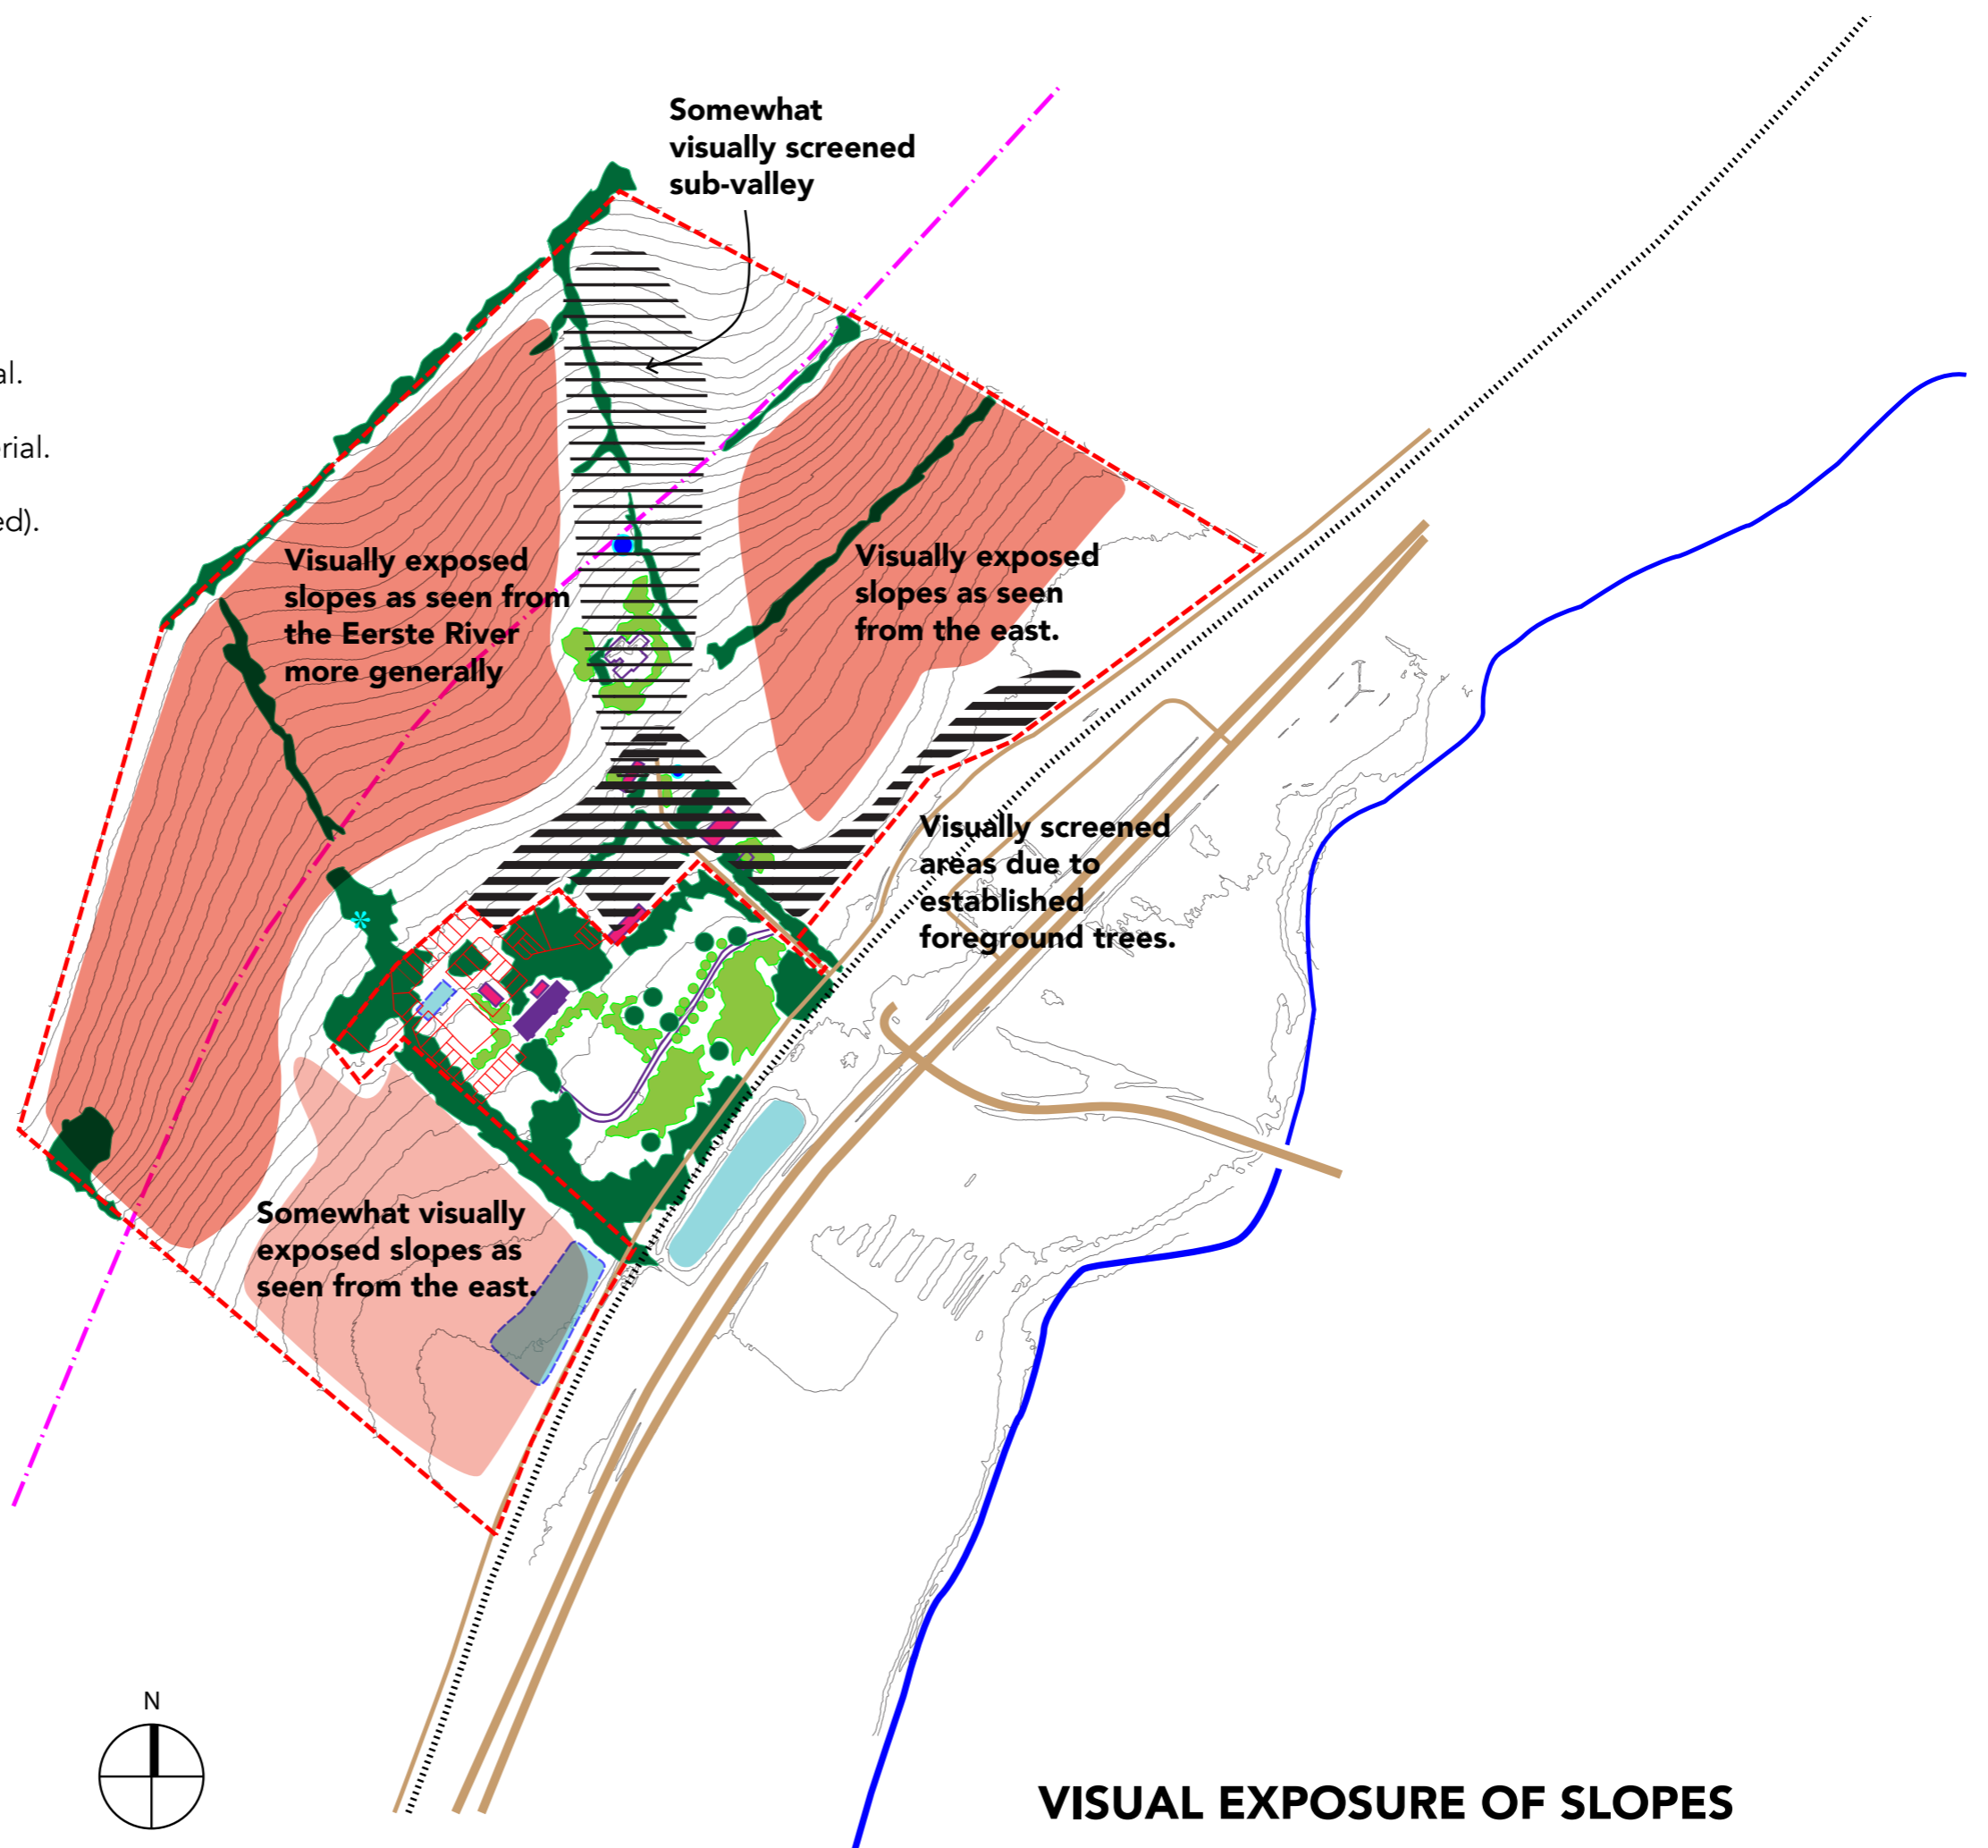 Somewhat
visually screened
sub-valley
al.
rial.
ed).
Visually exposed
slopes as seen from
the Eerste River
more generally
Visually exposed
slopes as seen
from the east.
Visually screened
areas due to
established
foreground trees.
Somewhat visually
exposed slopes as
seen from the east.
N
VISUAL EXPOSURE OF SLOPES